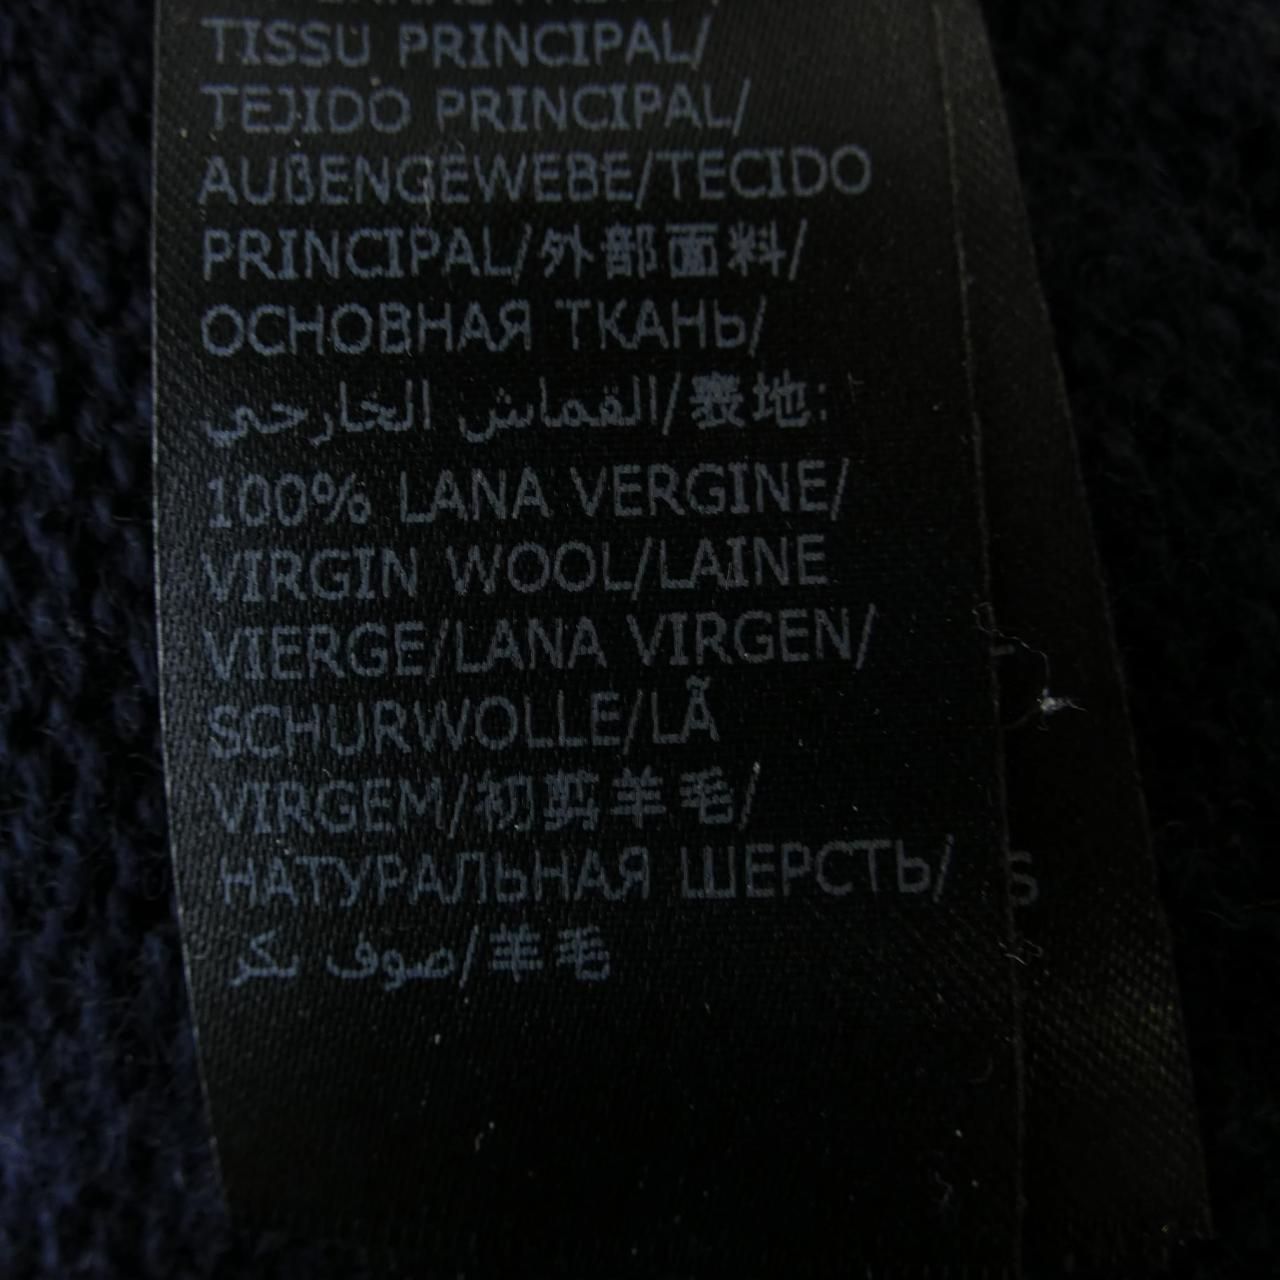 TISSU PRINCIPAL/
TEJIDO PRINCIPAL/
AUßENGEWEBE/TECIDO
PRINCIPAL/外部面料/
ОСНОВНАЯ ТКАНЬ/
القماش الخارجي/表地:
100% LANA VERGINE/
VIRGIN WOOL/LAINE
VIERGE/LANA VIRGEN/
SCHURWOLLE/LÃ
VIRGEM/初剪羊毛/
НАТУРАЛЬНАЯ ШЕРСТЬ/
صوف بكر/羊毛
S